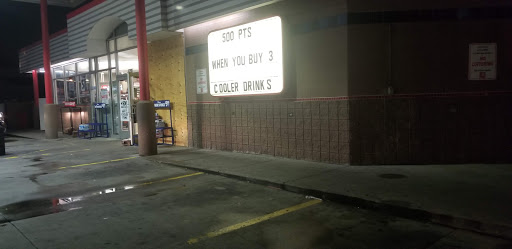 500 PTS
WHEN YOU BUY 3
COOLER DRINKS